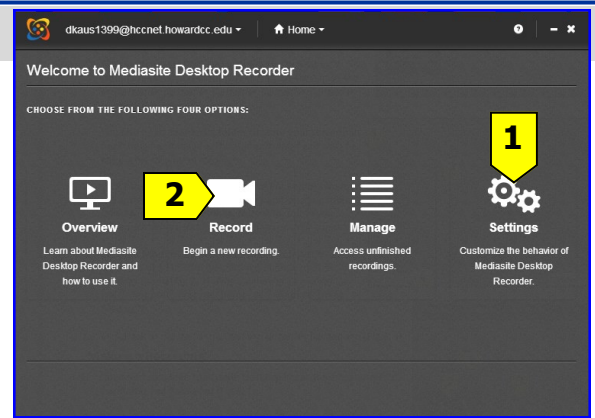 dkaus1399@hccnet.howardcc.edu Home ?
Welcome to Mediasite Desktop Recorder
CHOOSE FROM THE FOLLOWING FOUR OPTIONS:
1
2
Overview
Learn about Mediasite
Desktop Recorder and
how to use it.
Record
Begin a new recording.
Manage
Access unfinished
recordings.
Settings
Customize the behavior of
Mediasite Desktop
Recorder.